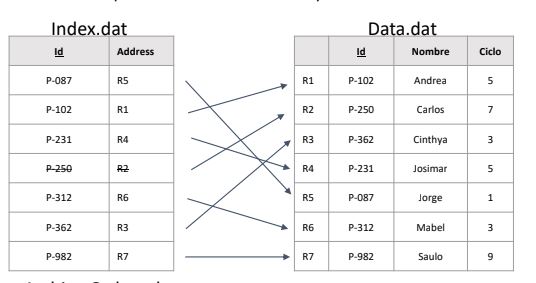 Index.dat Data.dat
Id Address Id Nombre Ciclo
P-087 R5 R1 P-102 Andrea 5
P-102 R1 R2 P-250 Carlos 7
P-231 R4 R3 P-362 Cinthya 3
P-250 R2 R4 P-231 Josimar 5
P-312 R6 R5 P-087 Jorge 1
P-362 R3 R6 P-312 Mabel 3
P-982 R7 R7 P-982 Saulo 9